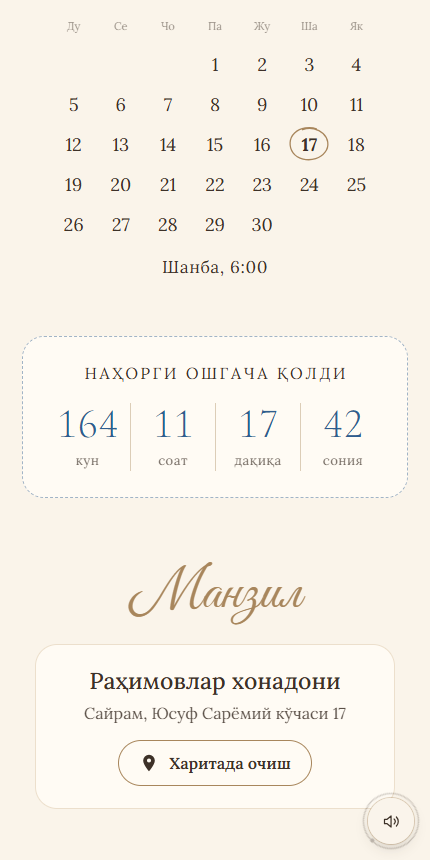 Ду Се Чо Па Жу Ша Як
1 2 3 4
5 6 7 8 9 10 11
12 13 14 15 16 17 18
19 20 21 22 23 24 25
26 27 28 29 30
Шанба, 6:00
НАҲОРГИ ОШГАЧА ҚОЛДИ
164 11 17 42
кун соат дақиқа сония
Манзил
Раҳимовлар хонадони
Сайрам, Юсуф Сарёмий кўчаси 17
Харитада очиш